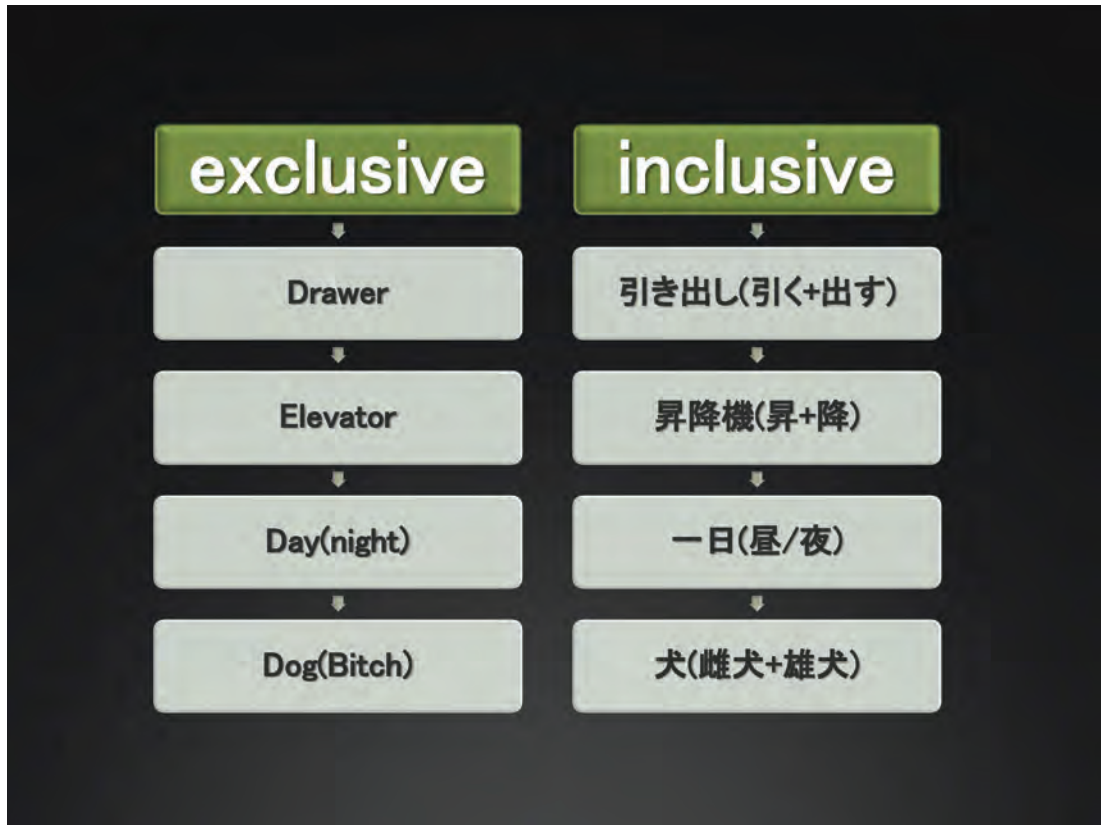 exclusive
Drawer
Elevator
Day(night)
Dog(Bitch)
inclusive
引き出し(引く+出す)
昇降機(昇+降)
一日(昼/夜)
犬(雌犬+雄犬)